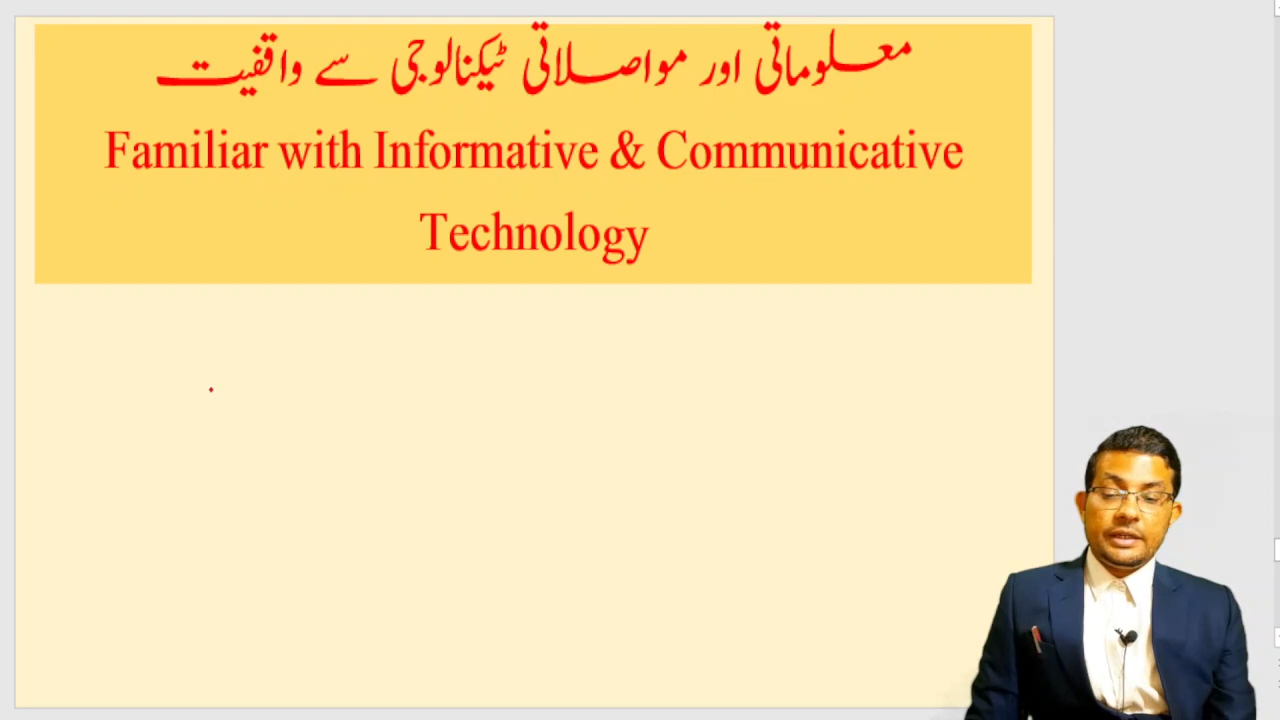 معلوماتی اور مواصلاتی ٹیکنالوجی سے واقفیت
Familiar with Informative & Communicative
Technology